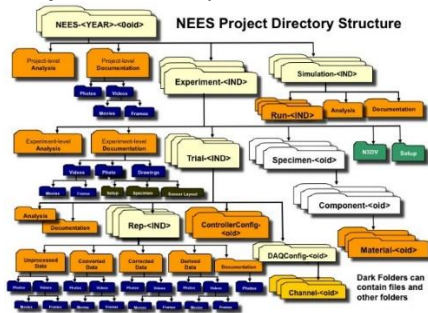 NEES-<YEAR>-<0oid>
NEES Project Directory Structure
Project-level
Analysis
Project-level
Documentation
Experiment-<IND>
Simulation-<IND>
Photos
Videos
Movies
Frames
Run-<IND>
Analysis
Documentation
Experiment-level
Analysis
Experiment-level
Documentation
Trial-<IND>
Specimen-<oid>
N3DV
Setup
Videos
Photo
Drawings
Movies
Frames
Setup
Specimen
Sensor Layout
Component-<oid>
Analysis
Documentation
Rep-<IND>
ControllerConfig-<oid>
Material-<oid>
DAQConfig-<oid>
Unprocessed
Data
Converted
Data
Corrected
Data
Derived
Data
Documentation
Channel-<oid>
Dark Folders can
contain files and
other folders
Photos
Videos
Photos
Videos
Photos
Videos
Photos
Videos
Photos
Videos
Movies
Frames
Movies
Frames
Movies
Frames
Movies
Frames
Movies
Frames